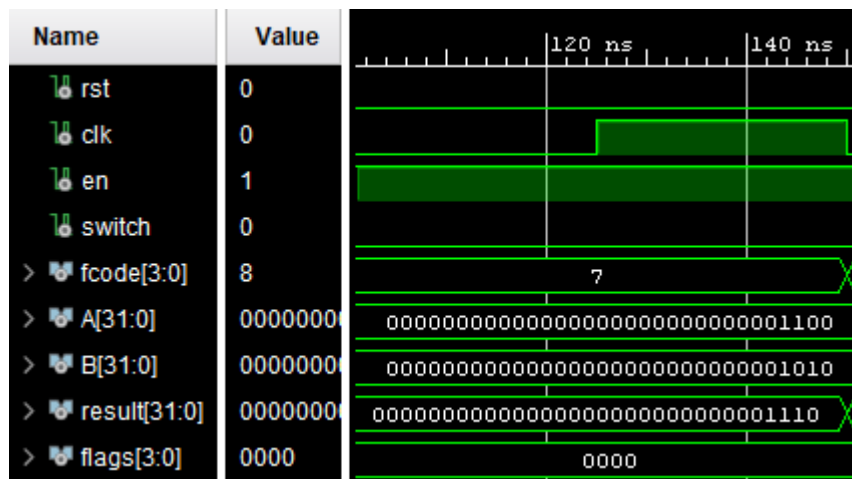 Name Value 120 ns 140 ns
rst 0
clk 0
en 1
switch 0
> fcode[3:0] 8 7
> A[31:0] 00000000 00000000000000000000000000001100
> B[31:0] 00000000 00000000000000000000000000001010
> result[31:0] 00000000 00000000000000000000000000001110
> flags[3:0] 0000 0000